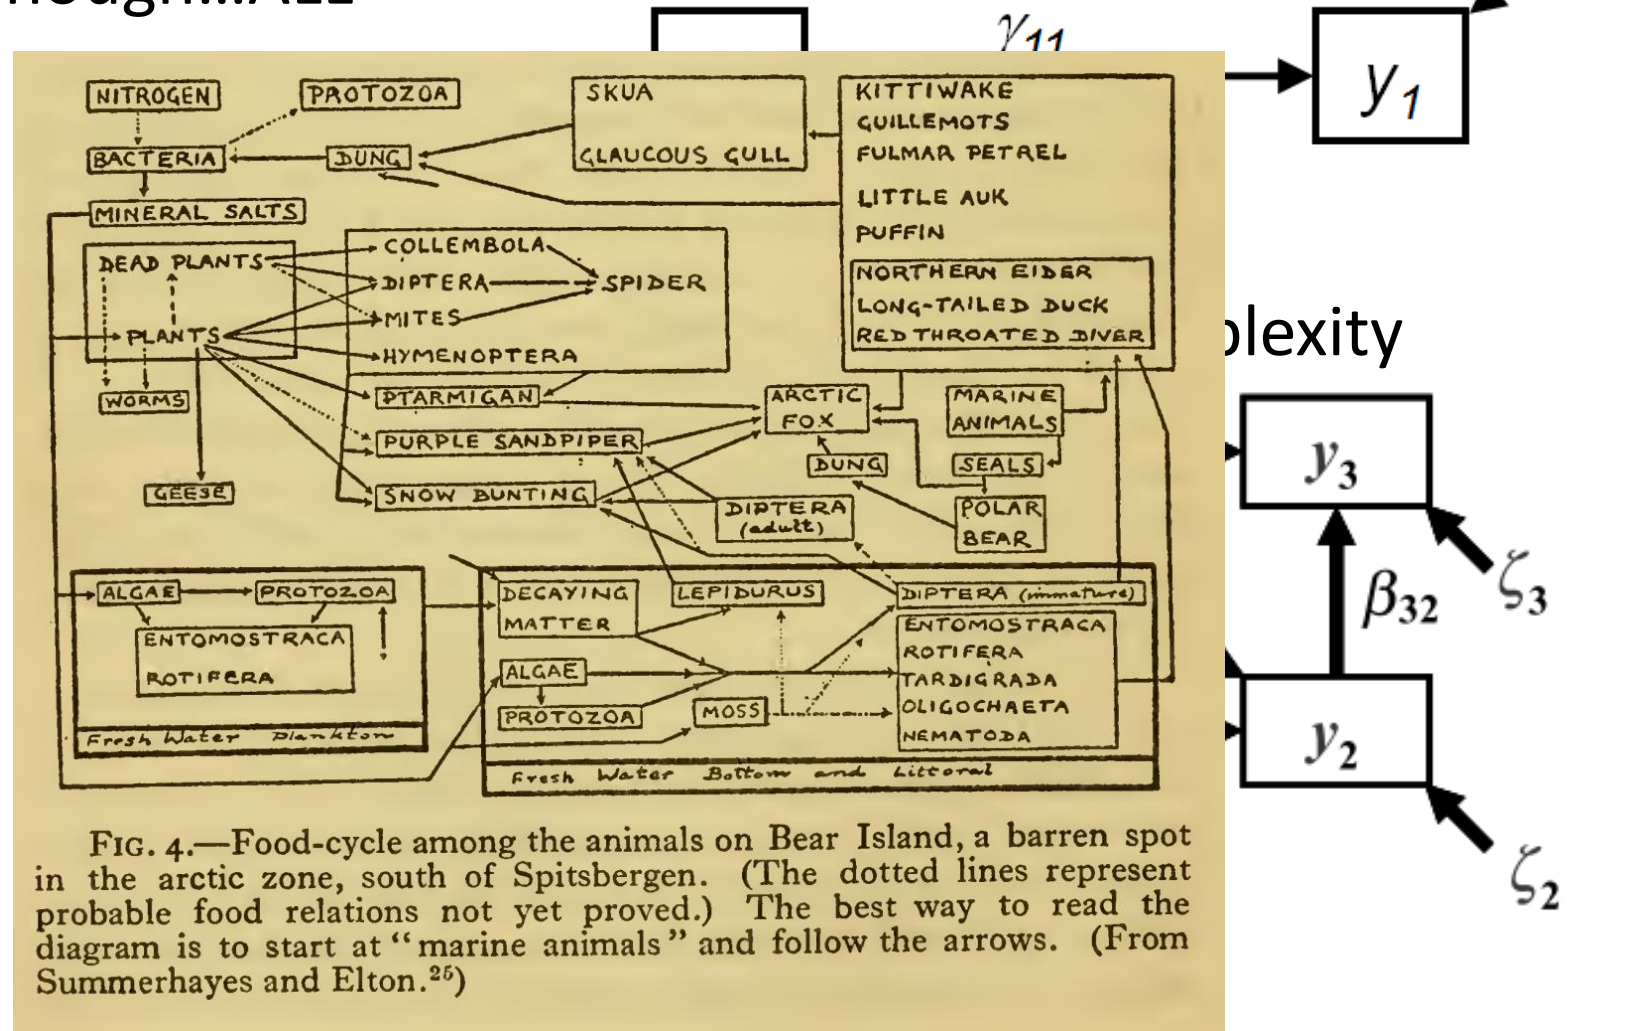 γ11
y1
NITROGEN
PROTOZOA
SKUA
GLAUCOUS GULL
KITTIWAKE
GUILLEMOTS
FULMAR PETREL
LITTLE AUK
PUFFIN
NORTHERN EIDER
LONG-TAILED DUCK
RED THROATED DIVER
BACTERIA
DUNG
MINERAL SALTS
DEAD PLANTS
PLANTS
COLLEMBOLA
DIPTERA
MITES
HYMENOPTERA
SPIDER
WORMS
GEESE
PTARMIGAN
PURPLE SANDPIPER
SNOW BUNTING
ARCTIC
FOX
MARINE
ANIMALS
DUNG
SEALS
POLAR
BEAR
DIPTERA
(adult)
ALGAE
PROTOZOA
ENTOMOSTRACA
ROTIFERA
Fresh Water Plankton
DECAYING
MATTER
LEPIDURUS
DIPTERA (immature)
ALGAE
PROTOZOA
MOSS
ENTOMOSTRACA
ROTIFERA
TARDIGRADA
OLIGOCHAETA
NEMATODA
Fresh Water Bottom and Littoral
plexity
y3
β32
ζ3
y2
ζ2
FIG. 4.—Food-cycle among the animals on Bear Island, a barren spot
in the arctic zone, south of Spitsbergen. (The dotted lines represent
probable food relations not yet proved.) The best way to read the
diagram is to start at “marine animals” and follow the arrows. (From
Summerhayes and Elton.²⁵)